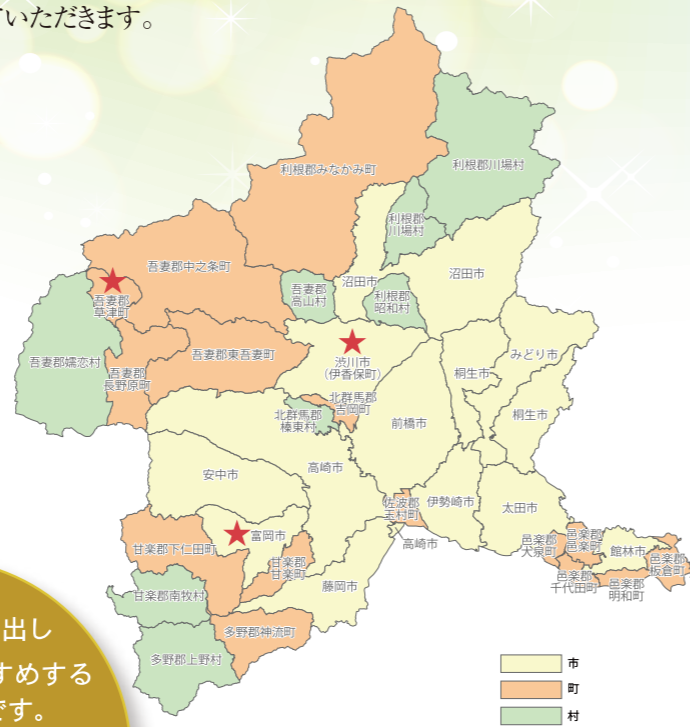 ていただきます。
利根郡みなかみ町
利根郡川場村
利根郡
川場村
吾妻郡中之条町
沼田市
沼田市
吾妻郡
草津町
吾妻郡
高山村
利根郡
昭和村
吾妻郡嬬恋村
吾妻郡
長野原町
吾妻郡東吾妻町
渋川市
(伊香保町)
みどり市
桐生市
北群馬郡
吉岡町
北群馬郡
榛東村
前橋市
桐生市
安中市
高崎市
佐波郡
玉村町
伊勢崎市
太田市
富岡市
高崎市
甘楽郡下仁田町
甘楽郡
甘楽町
邑楽郡
大泉町
邑楽郡
邑楽町
館林市
邑楽郡
板倉町
甘楽郡南牧村
藤岡市
邑楽郡
千代田町
邑楽郡
明和町
多野郡神流町
多野郡上野村
出し
すめする
です。
市
町
村